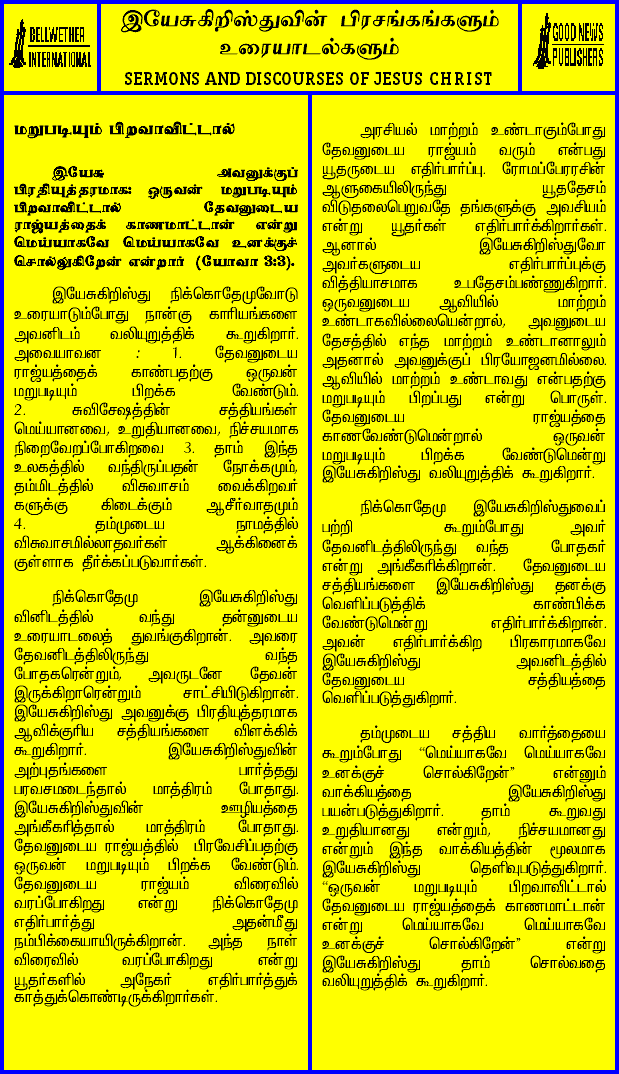 BELLWETHER
INTERNATIONAL
இயேசுகிறிஸ்துவின் பிரசங்கங்களும்
உரையாடல்களும்
SERMONS AND DISCOURSES OF JESUS CHRIST
GOOD NEWS
PUBLISHERS
மறுபடியும் பிறவாவிட்டால்
இயேசு அவனுக்குப்
பிரதியுத்தரமாக: ஒருவன் மறுபடியும்
பிறவாவிட்டால் தேவனுடைய
ராஜ்யத்தைக் காணமாட்டான் என்று
மெய்யாகவே மெய்யாகவே உனக்குச்
சொல்லுகிறேன் என்றார் (யோவா 3:3).
இயேசுகிறிஸ்து நிக்கொதேமுவோடு
உரையாடும்போது நான்கு காரியங்களை
அவனிடம் வலியுறுத்திக் கூறுகிறார்.
அவையாவன : 1. தேவனுடைய
ராஜ்யத்தைக் காண்பதற்கு ஒருவன்
மறுபடியும் பிறக்க வேண்டும்.
2. சுவிசேஷத்தின் சத்தியங்கள்
மெய்யானவை, உறுதியானவை, நிச்சயமாக
நிறைவேறப்போகிறவை 3. தாம் இந்த
உலகத்தில் வந்திருப்பதன் நோக்கமும்,
தம்மிடத்தில் விசுவாசம் வைக்கிறவர்
களுக்கு கிடைக்கும் ஆசீர்வாதமும்
4. தம்முடைய நாமத்தில்
விசுவாசமில்லாதவர்கள் ஆக்கினைக்
குள்ளாக தீர்க்கப்படுவார்கள்.
நிக்கொதேமு இயேசுகிறிஸ்து
வினிடத்தில் வந்து தன்னுடைய
உரையாடலைத் துவங்குகிறான். அவரை
தேவனிடத்திலிருந்து வந்த
போதகரென்றும், அவருடனே தேவன்
இருக்கிறாரென்றும் சாட்சியிடுகிறான்.
இயேசுகிறிஸ்து அவனுக்கு பிரதியுத்தரமாக
ஆவிக்குரிய சத்தியங்களை விளக்கிக்
கூறுகிறார். இயேசுகிறிஸ்துவின்
அற்புதங்களை பார்த்தது
பரவசமடைந்தால் மாத்திரம் போதாது.
இயேசுகிறிஸ்துவின் ஊழியத்தை
அங்கீகரித்தால் மாத்திரம் போதாது.
தேவனுடைய ராஜ்யத்தில் பிரவேசிப்பதற்கு
ஒருவன் மறுபடியும் பிறக்க வேண்டும்.
தேவனுடைய ராஜ்யம் விரைவில்
வரப்போகிறது என்று நிக்கொதேமு
எதிர்பார்த்து அதன்மீது
நம்பிக்கையாயிருக்கிறான். அந்த நாள்
விரைவில் வரப்போகிறது என்று
யூதர்களில் அநேகர் எதிர்பார்த்துக்
காத்துக்கொண்டிருக்கிறார்கள்.
அரசியல் மாற்றம் உண்டாகும்போது
தேவனுடைய ராஜ்யம் வரும் என்பது
யூதருடைய எதிர்பார்ப்பு. ரோமப்பேரரசின்
ஆளுகையிலிருந்து யூததேசம்
விடுதலைபெறுவதே தங்களுக்கு அவசியம்
என்று யூதர்கள் எதிர்பார்க்கிறார்கள்.
ஆனால் இயேசுகிறிஸ்துவோ
அவர்களுடைய எதிர்பார்ப்புக்கு
வித்தியாசமாக உபதேசம்பண்ணுகிறார்.
ஒருவனுடைய ஆவியில் மாற்றம்
உண்டாகவில்லையென்றால், அவனுடைய
தேசத்தில் எந்த மாற்றம் உண்டானாலும்
அதனால் அவனுக்குப் பிரயோஜனமில்லை.
ஆவியில் மாற்றம் உண்டாவது என்பதற்கு
மறுபடியும் பிறப்பது என்று பொருள்.
தேவனுடைய ராஜ்யத்தை
காணவேண்டுமென்றால் ஒருவன்
மறுபடியும் பிறக்க வேண்டுமென்று
இயேசுகிறிஸ்து வலியுறுத்திக் கூறுகிறார்.
நிக்கொதேமு இயேசுகிறிஸ்துவைப்
பற்றி கூறும்போது அவர்
தேவனிடத்திலிருந்து வந்த போதகர்
என்று அங்கீகரிக்கிறான். தேவனுடைய
சத்தியங்களை இயேசுகிறிஸ்து தனக்கு
வெளிப்படுத்திக் காண்பிக்க
வேண்டுமென்று எதிர்பார்க்கிறான்.
அவன் எதிர்பார்க்கிற பிரகாரமாகவே
இயேசுகிறிஸ்து அவனிடத்தில்
தேவனுடைய சத்தியத்தை
வெளிப்படுத்துகிறார்.
தம்முடைய சத்திய வார்த்தையை
கூறும்போது “மெய்யாகவே மெய்யாகவே
உனக்குச் சொல்கிறேன்” என்னும்
வாக்கியத்தை இயேசுகிறிஸ்து
பயன்படுத்துகிறார். தாம் கூறுவது
உறுதியானது என்றும், நிச்சயமானது
என்றும் இந்த வாக்கியத்தின் மூலமாக
இயேசுகிறிஸ்து தெளிவுபடுத்துகிறார்.
“ஒருவன் மறுபடியும் பிறவாவிட்டால்
தேவனுடைய ராஜ்யத்தைக் காணமாட்டான்
என்று மெய்யாகவே மெய்யாகவே
உனக்குச் சொல்கிறேன்” என்று
இயேசுகிறிஸ்து தாம் சொல்வதை
வலியுறுத்திக் கூறுகிறார்.